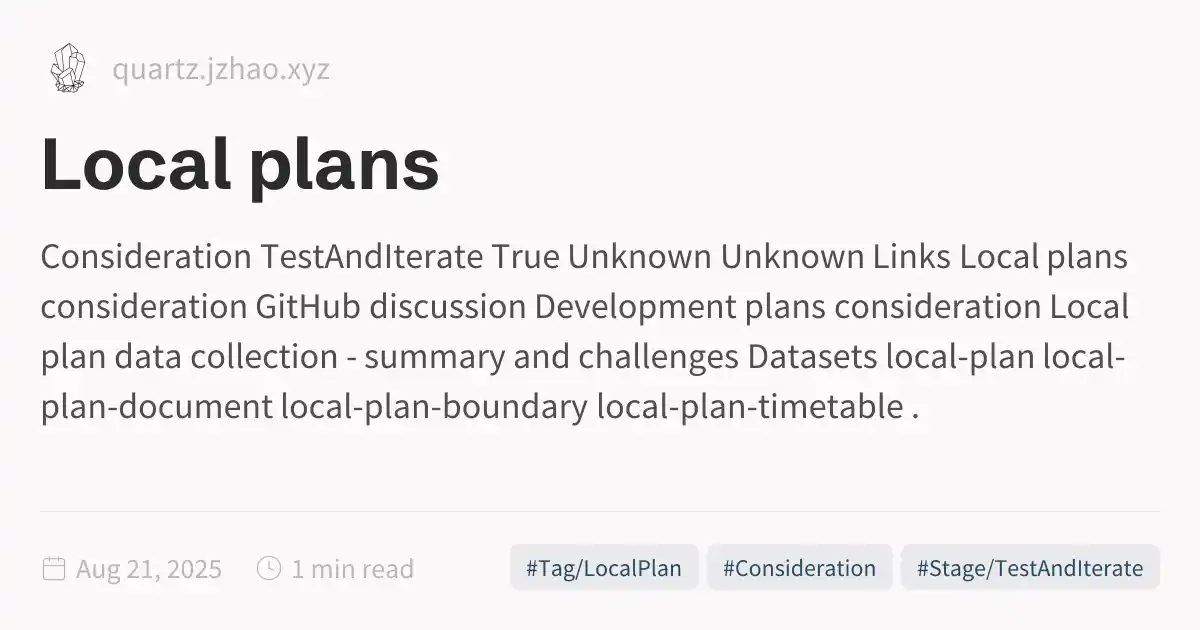 quartz.jzhao.xyz
Local plans
Consideration TestAndIterate True Unknown Unknown Links Local plans
consideration GitHub discussion Development plans consideration Local
plan data collection - summary and challenges Datasets local-plan local-
plan-document local-plan-boundary local-plan-timetable .
Aug 21, 2025 1 min read #Tag/LocalPlan #Consideration #Stage/TestAndIterate